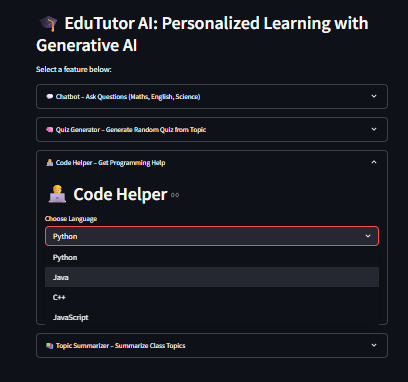 🎓 EduTutor AI: Personalized Learning with
Generative AI
Select a feature below:
💬 Chatbot – Ask Questions (Maths, English, Science)
🧠 Quiz Generator – Generate Random Quiz from Topic
🧑‍💻 Code Helper – Get Programming Help
🧑‍💻 Code Helper
Choose Language
Python
Python
Java
C++
JavaScript
📚 Topic Summarizer – Summarize Class Topics